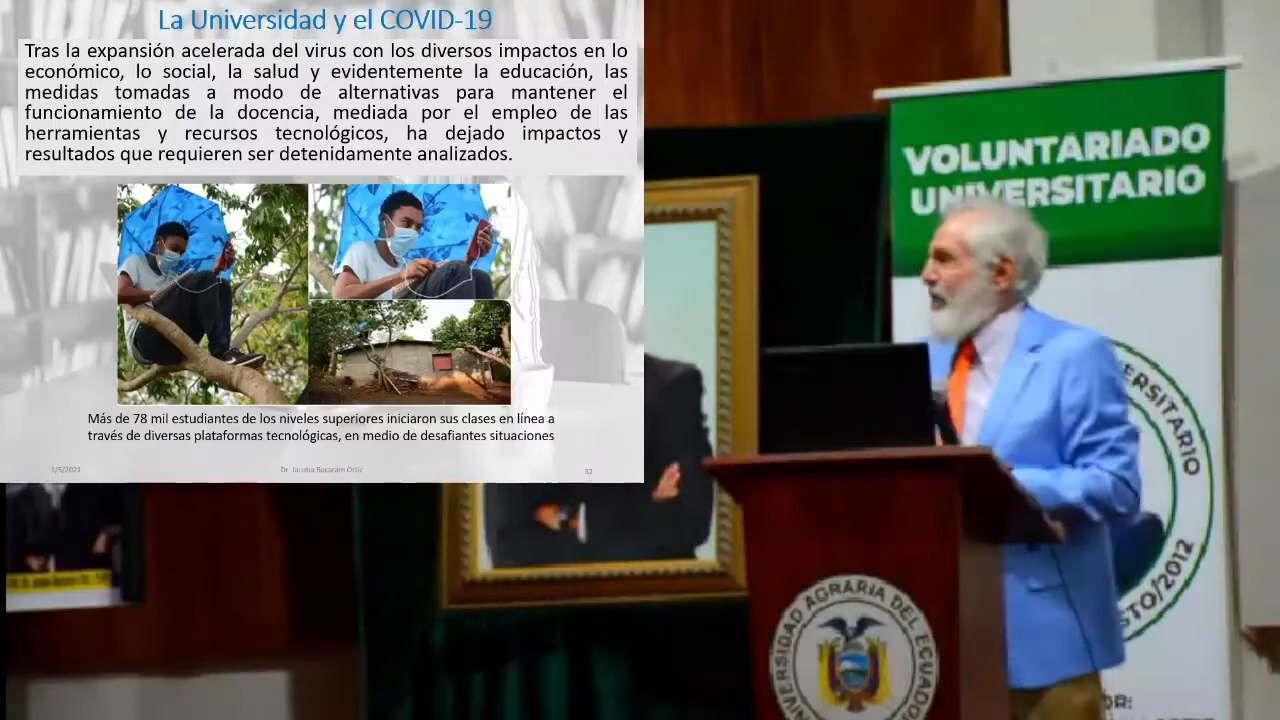 La Universidad y el COVID-19
Tras la expansión acelerada del virus con los diversos impactos en lo
económico, lo social, la salud y evidentemente la educación, las
medidas tomadas a modo de alternativas para mantener el
funcionamiento de la docencia, mediada por el empleo de las
herramientas y recursos tecnológicos, ha dejado impactos y
resultados que requieren ser detenidamente analizados.
Más de 78 mil estudiantes de los niveles superiores iniciaron sus clases en línea a
través de diversas plataformas tecnológicas, en medio de desafiantes situaciones
3/5/2021
Dr. Jacobo Bucaram Ortiz
32
VOLUNTARIADO
UNIVERSITARIO
ERSITARIO
STO/2012
UNIVERSIDAD AGRARIA DEL ECUADOR
OR: